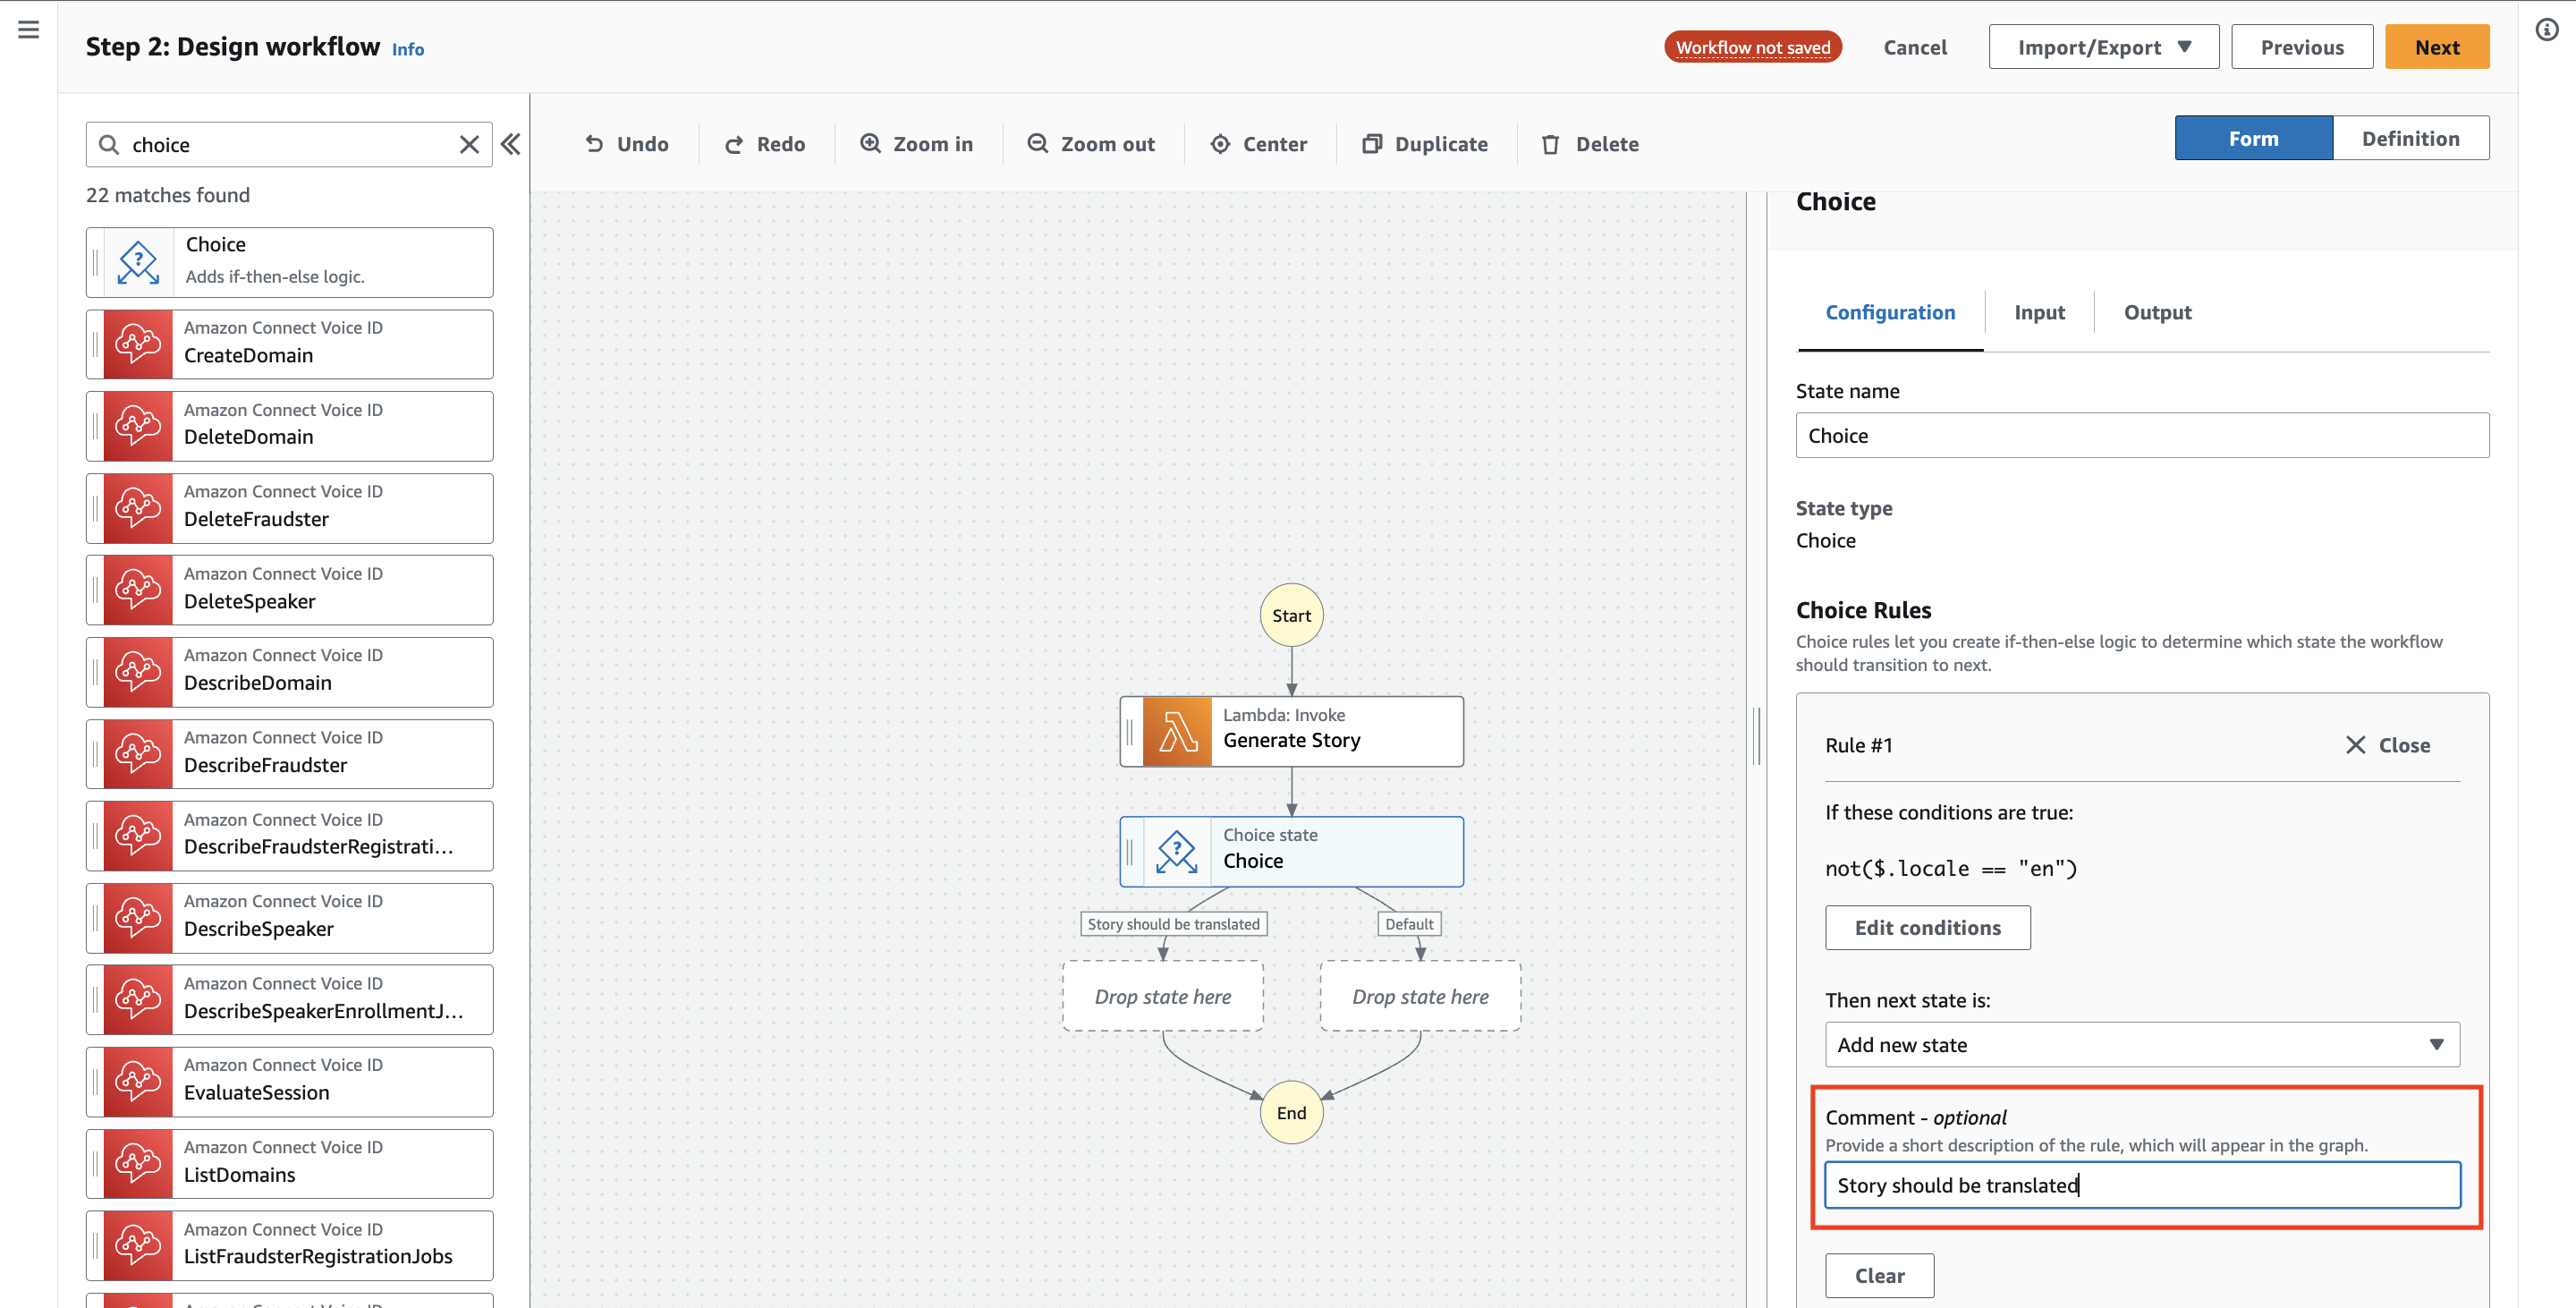 Step 2: Design workflow Info
Workflow not saved
Cancel
Import/Export
Previous
Next
choice
22 matches found
Choice
Adds if-then-else logic.
Amazon Connect Voice ID
CreateDomain
Amazon Connect Voice ID
DeleteDomain
Amazon Connect Voice ID
DeleteFraudster
Amazon Connect Voice ID
DeleteSpeaker
Amazon Connect Voice ID
DescribeDomain
Amazon Connect Voice ID
DescribeFraudster
Amazon Connect Voice ID
DescribeFraudsterRegistrati...
Amazon Connect Voice ID
DescribeSpeaker
Amazon Connect Voice ID
DescribeSpeakerEnrollmentJ...
Amazon Connect Voice ID
EvaluateSession
Amazon Connect Voice ID
ListDomains
Amazon Connect Voice ID
ListFraudsterRegistrationJobs
Undo
Redo
Zoom in
Zoom out
Center
Duplicate
Delete
Form
Definition
Start
Lambda: Invoke
Generate Story
Choice state
Choice
Story should be translated
Default
Drop state here
Drop state here
End
Choice
Configuration
Input
Output
State name
Choice
State type
Choice
Choice Rules
Choice rules let you create if-then-else logic to determine which state the workflow
should transition to next.
Rule #1
Close
If these conditions are true:
not($.locale == "en")
Edit conditions
Then next state is:
Add new state
Comment - optional
Provide a short description of the rule, which will appear in the graph.
Story should be translated
Clear